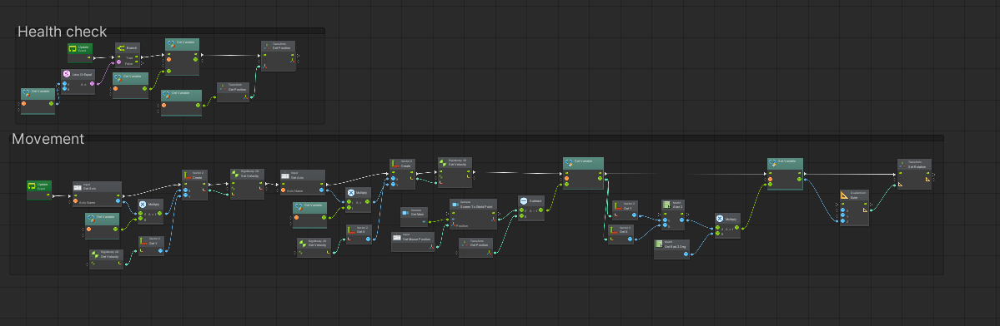 Health check
Update
Event
Branch
True
False
Set Variable
Transform
Set Position
Less Or Equal
Get Variable
Get Variable
Get Variable
Transform
Get Position
Movement
Update
Event
Input
Get Axis
Axis Name
Multiply
Get Variable
Rigidbody 2D
Get Velocity
Vector 2
Get Y
Vector 2
Create
Rigidbody 2D
Set Velocity
Input
Get Axis
Axis Name
Multiply
Get Variable
Rigidbody 2D
Get Velocity
Vector 2
Get X
Vector 2
Create
Rigidbody 2D
Set Velocity
Camera
Get Main
Input
Get Mouse Position
Camera
Screen To World Point
Position
Transform
Get Position
Subtract
Set Variable
Vector 2
Get Y
Vector 2
Get X
Mathf
Atan 2
Mathf
Get Rad 2 Deg
Multiply
Set Variable
Quaternion
Euler
Transform
Set Rotation